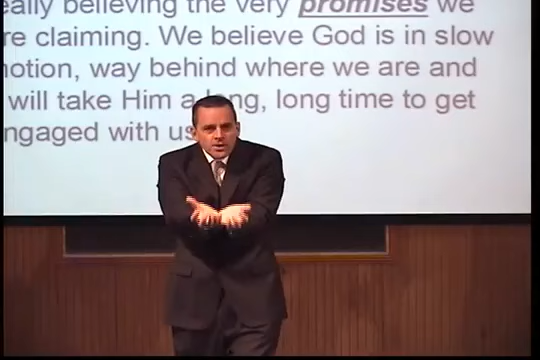 eally believing the very promises we
re claiming. We believe God is in slow
notion, way behind where we are and
will take Him a long, long time to get
ngaged with us